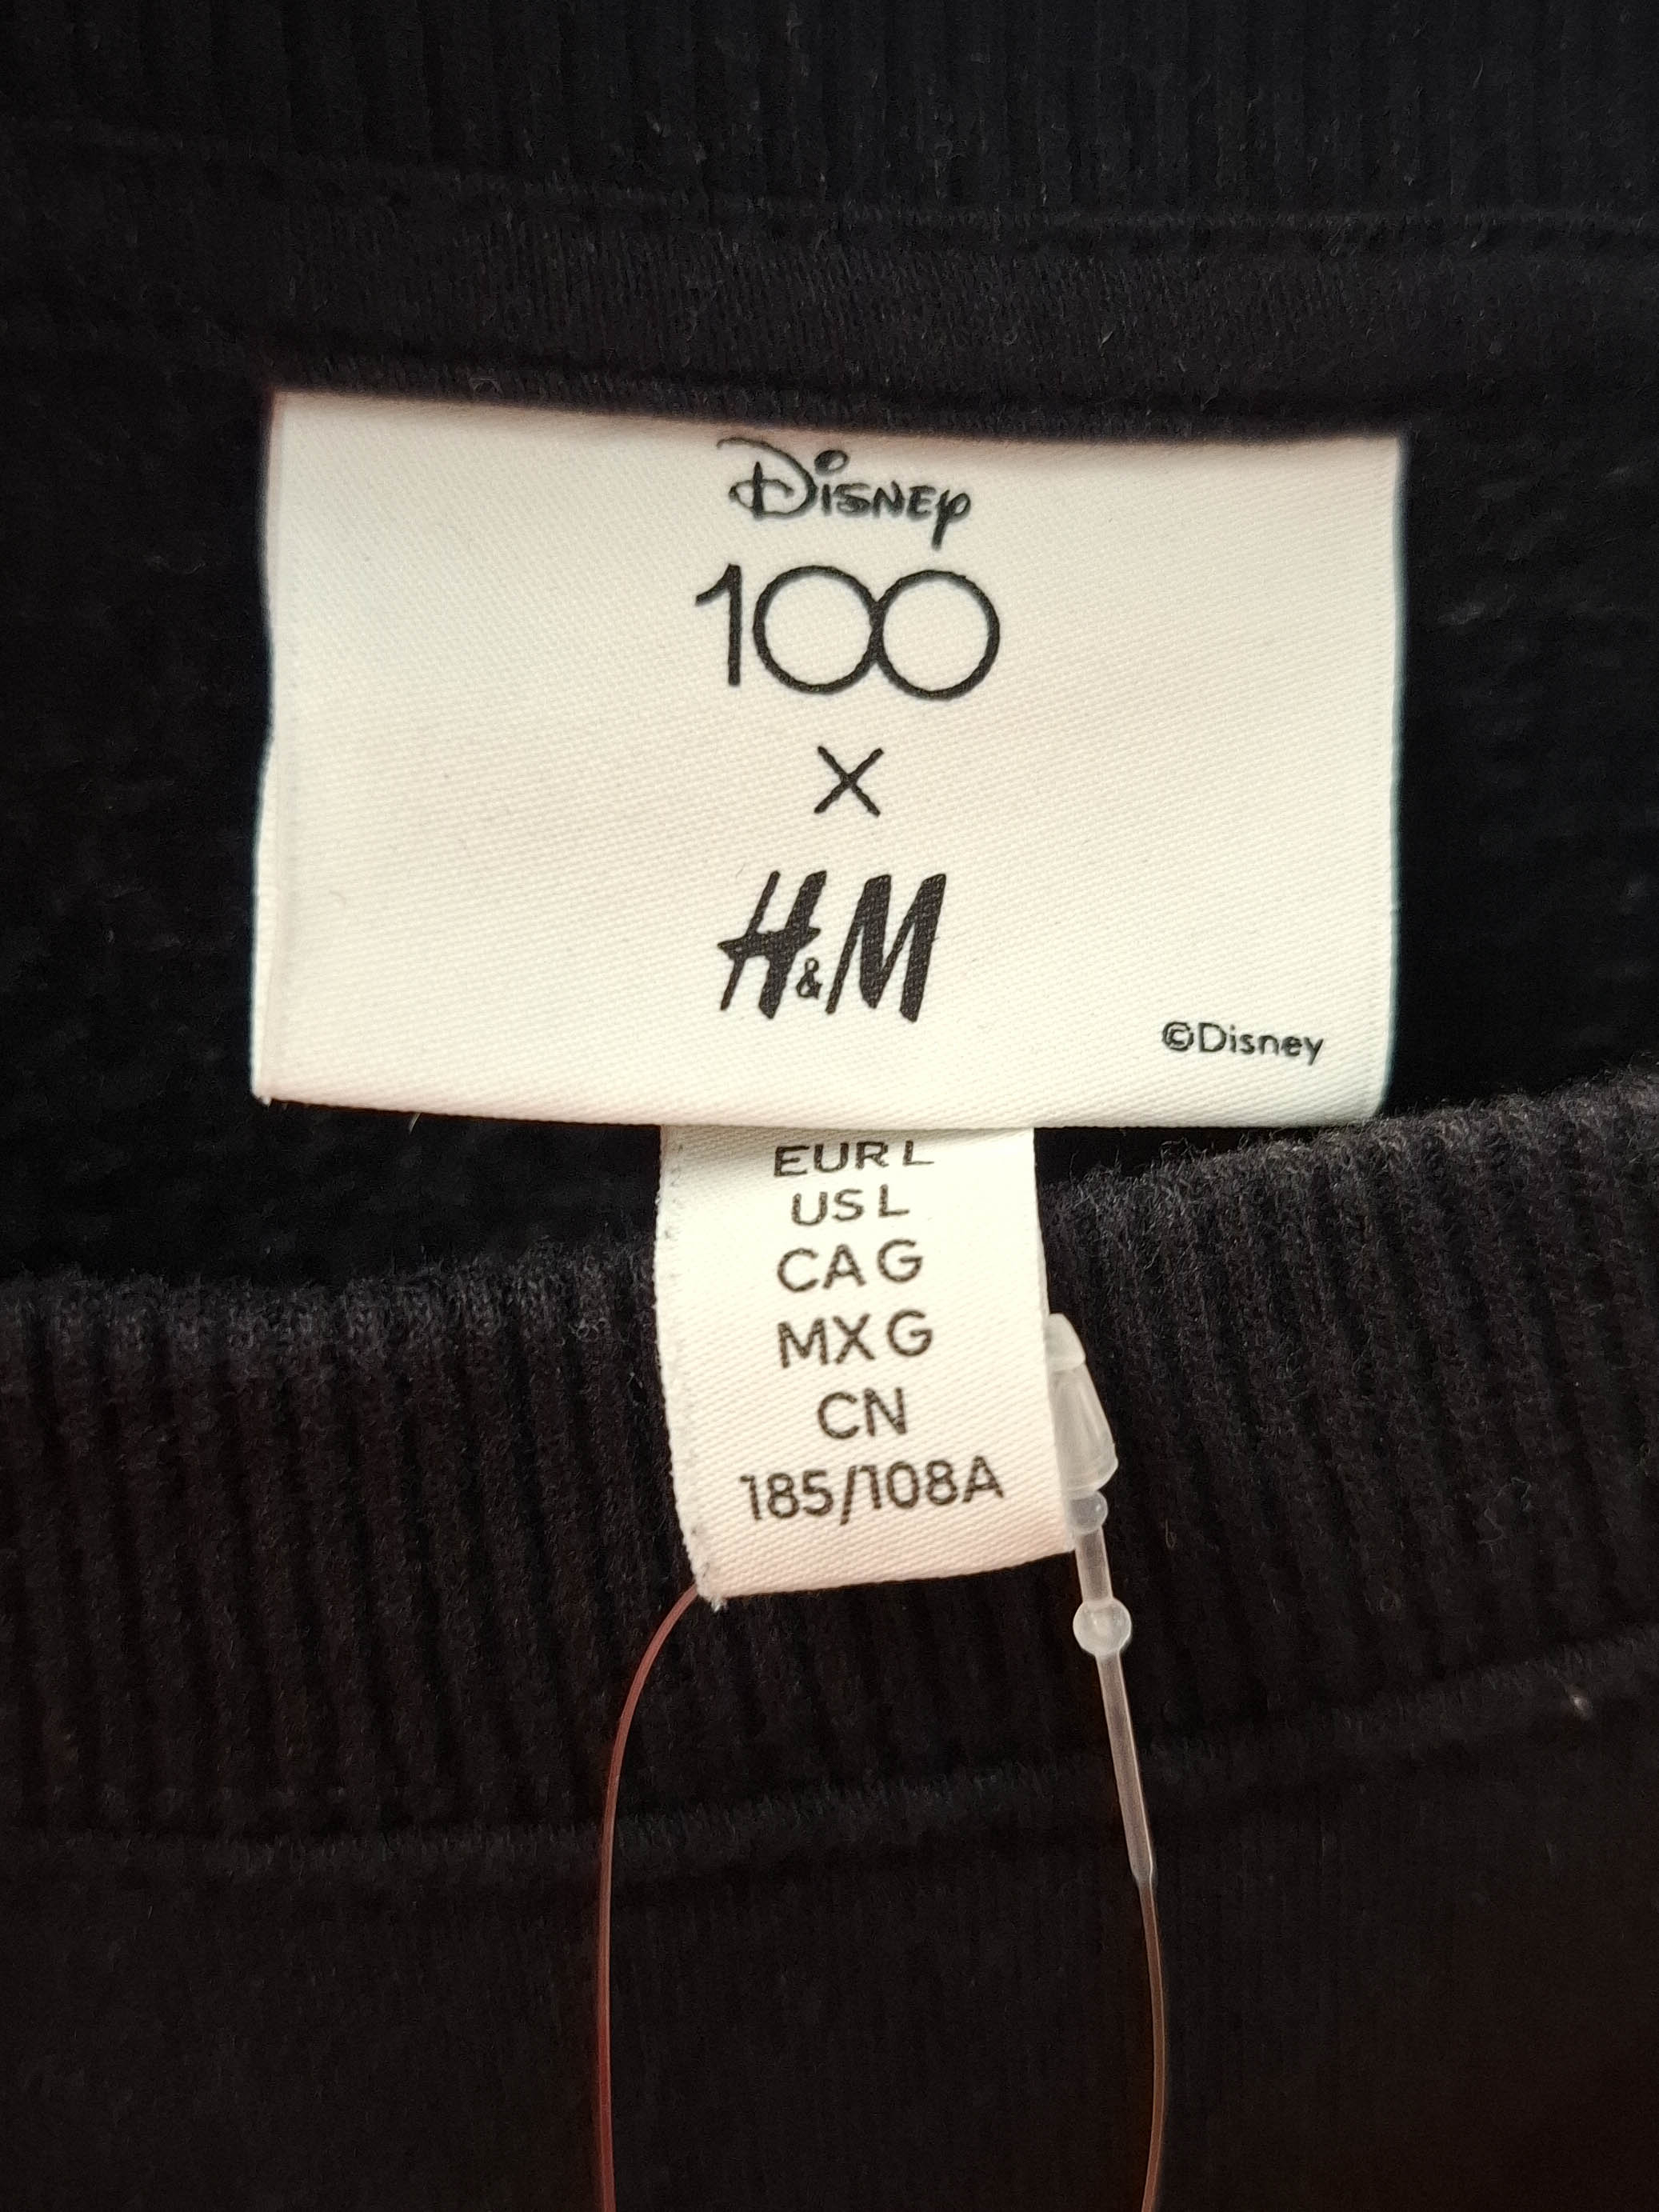 Disney
100
×
H&M
©Disney
EUR L
US L
CA G
MX G
CN
185/108A